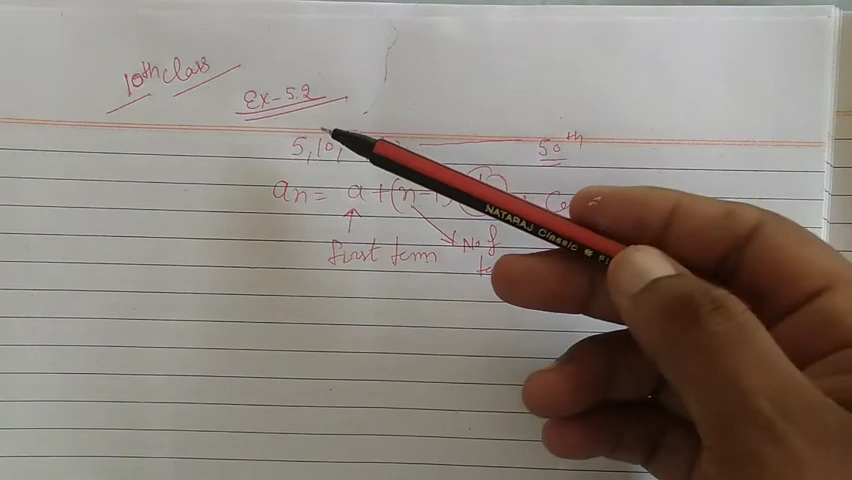 10th class
Ex-5.2
5, 10, 50th
an = a + (n-1
first term No of
NATARAJ Classic